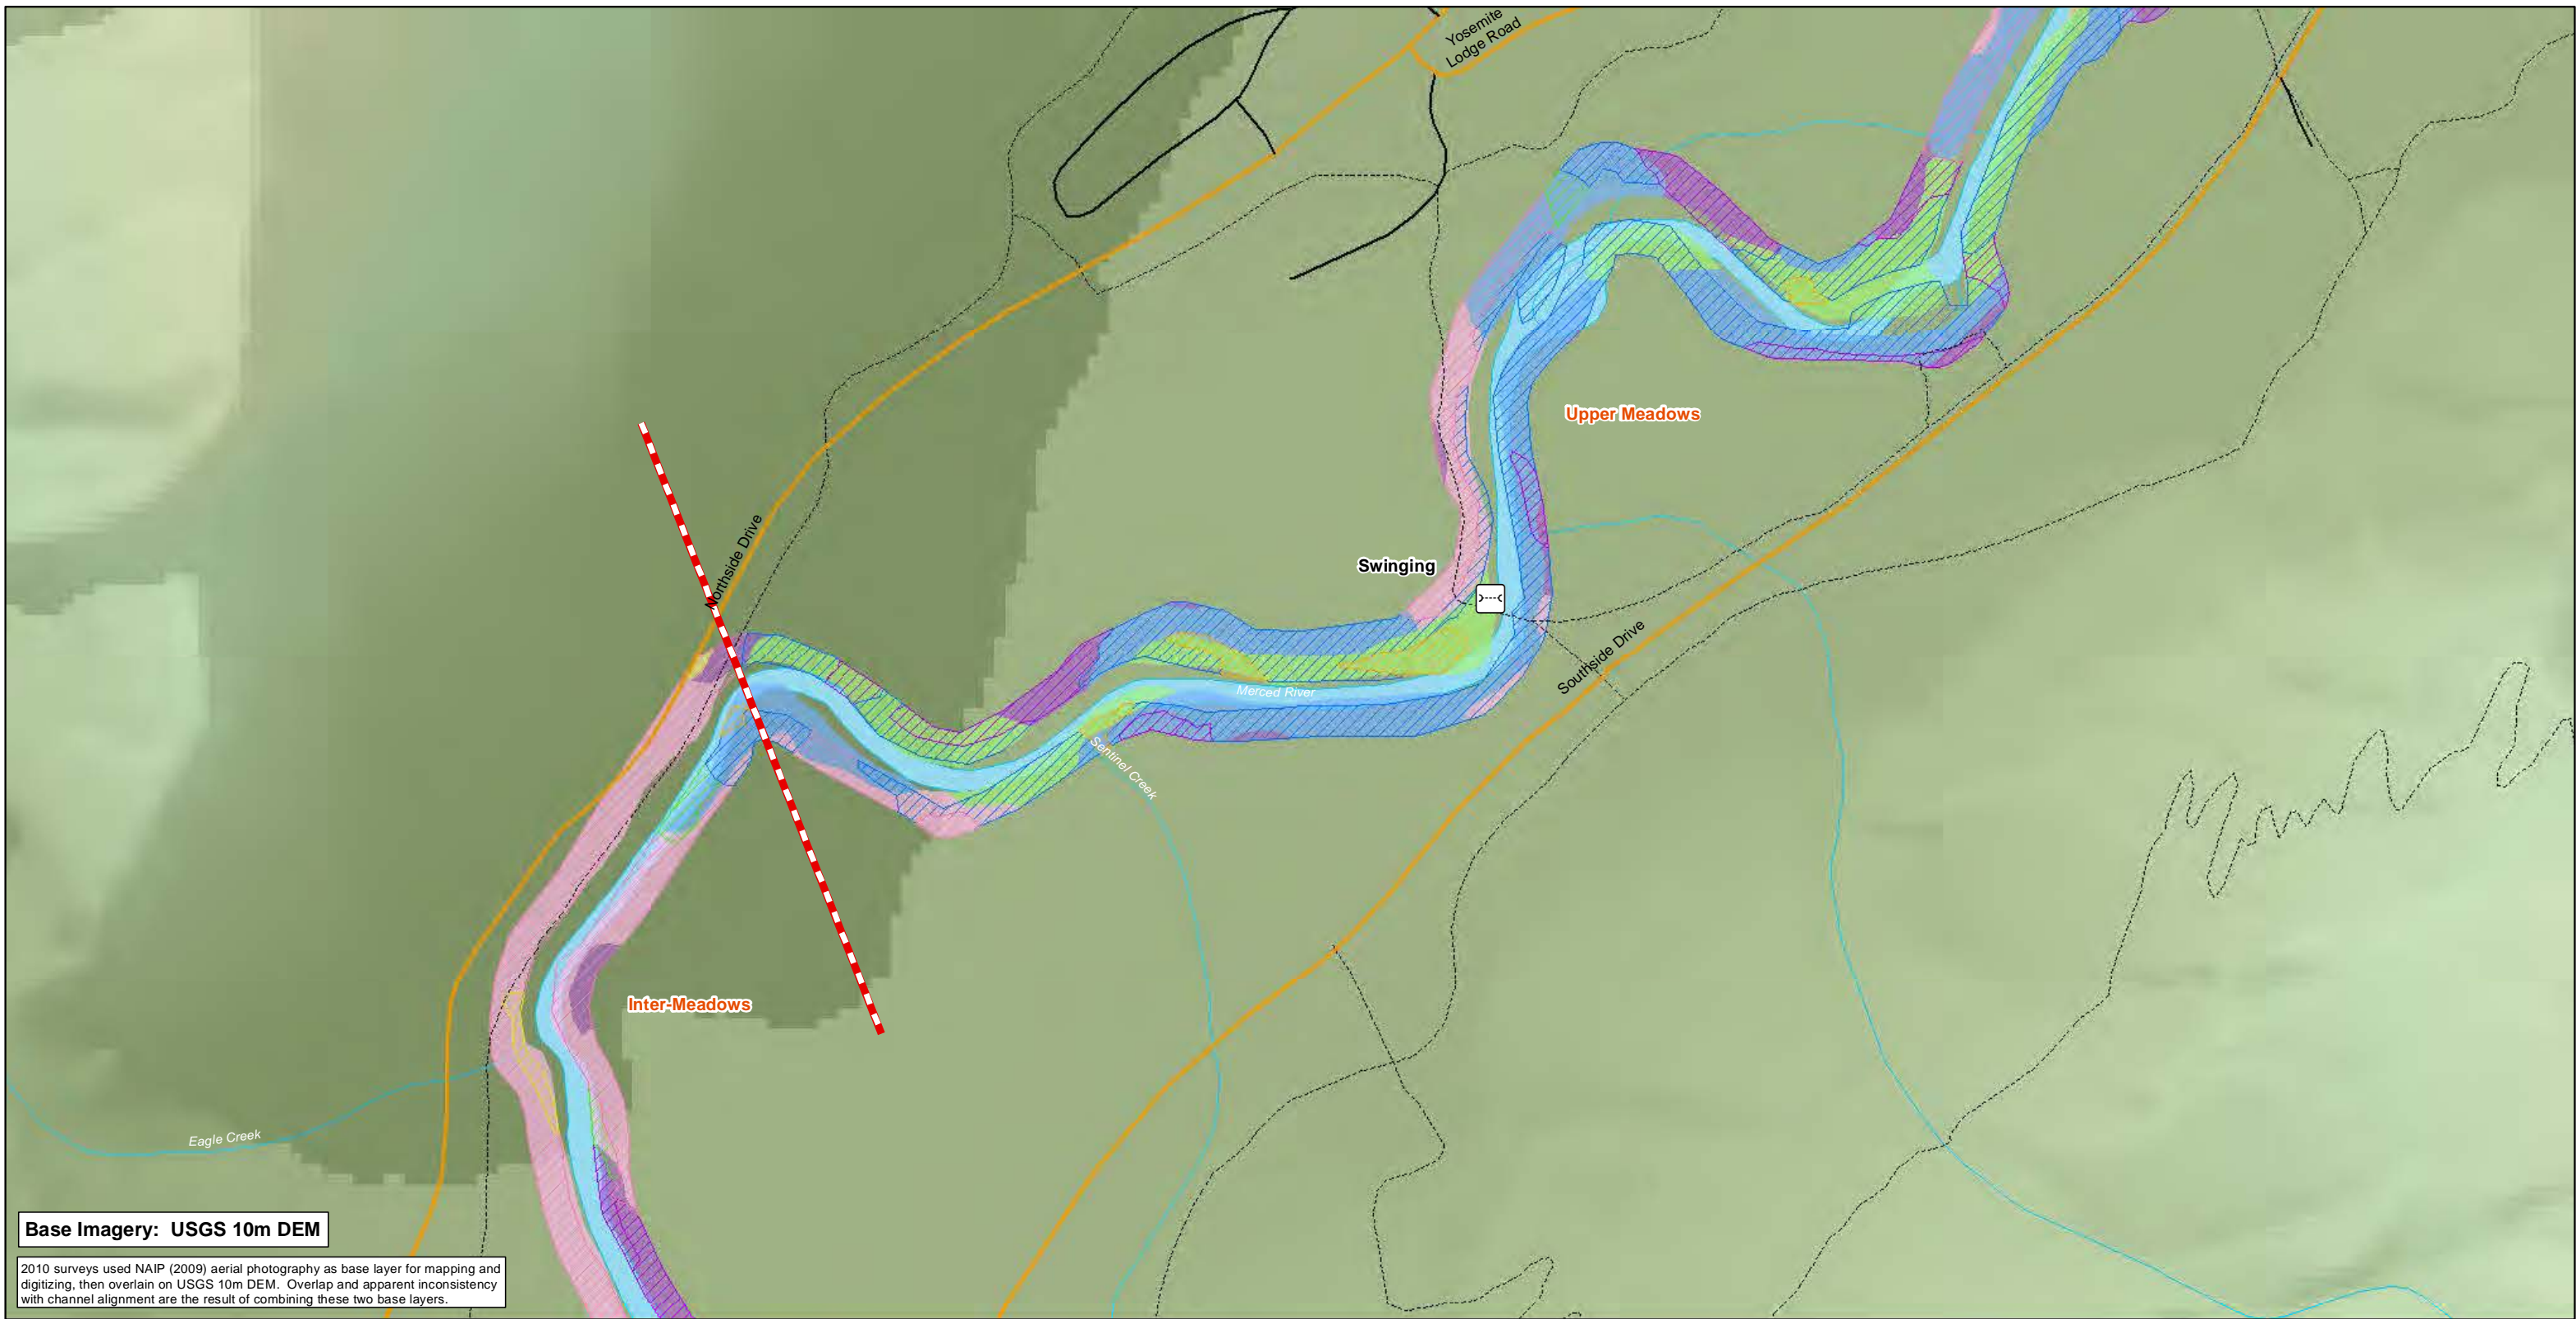 Yosemite
Lodge Road
Upper Meadows
Northside Drive
Swinging
Southside Drive
Merced River
Sentinel Creek
Inter-Meadows
Eagle Creek
Base Imagery: USGS 10m DEM
2010 surveys used NAIP (2009) aerial photography as base layer for mapping and
digitizing, then overlain on USGS 10m DEM. Overlap and apparent inconsistency
with channel alignment are the result of combining these two base layers.